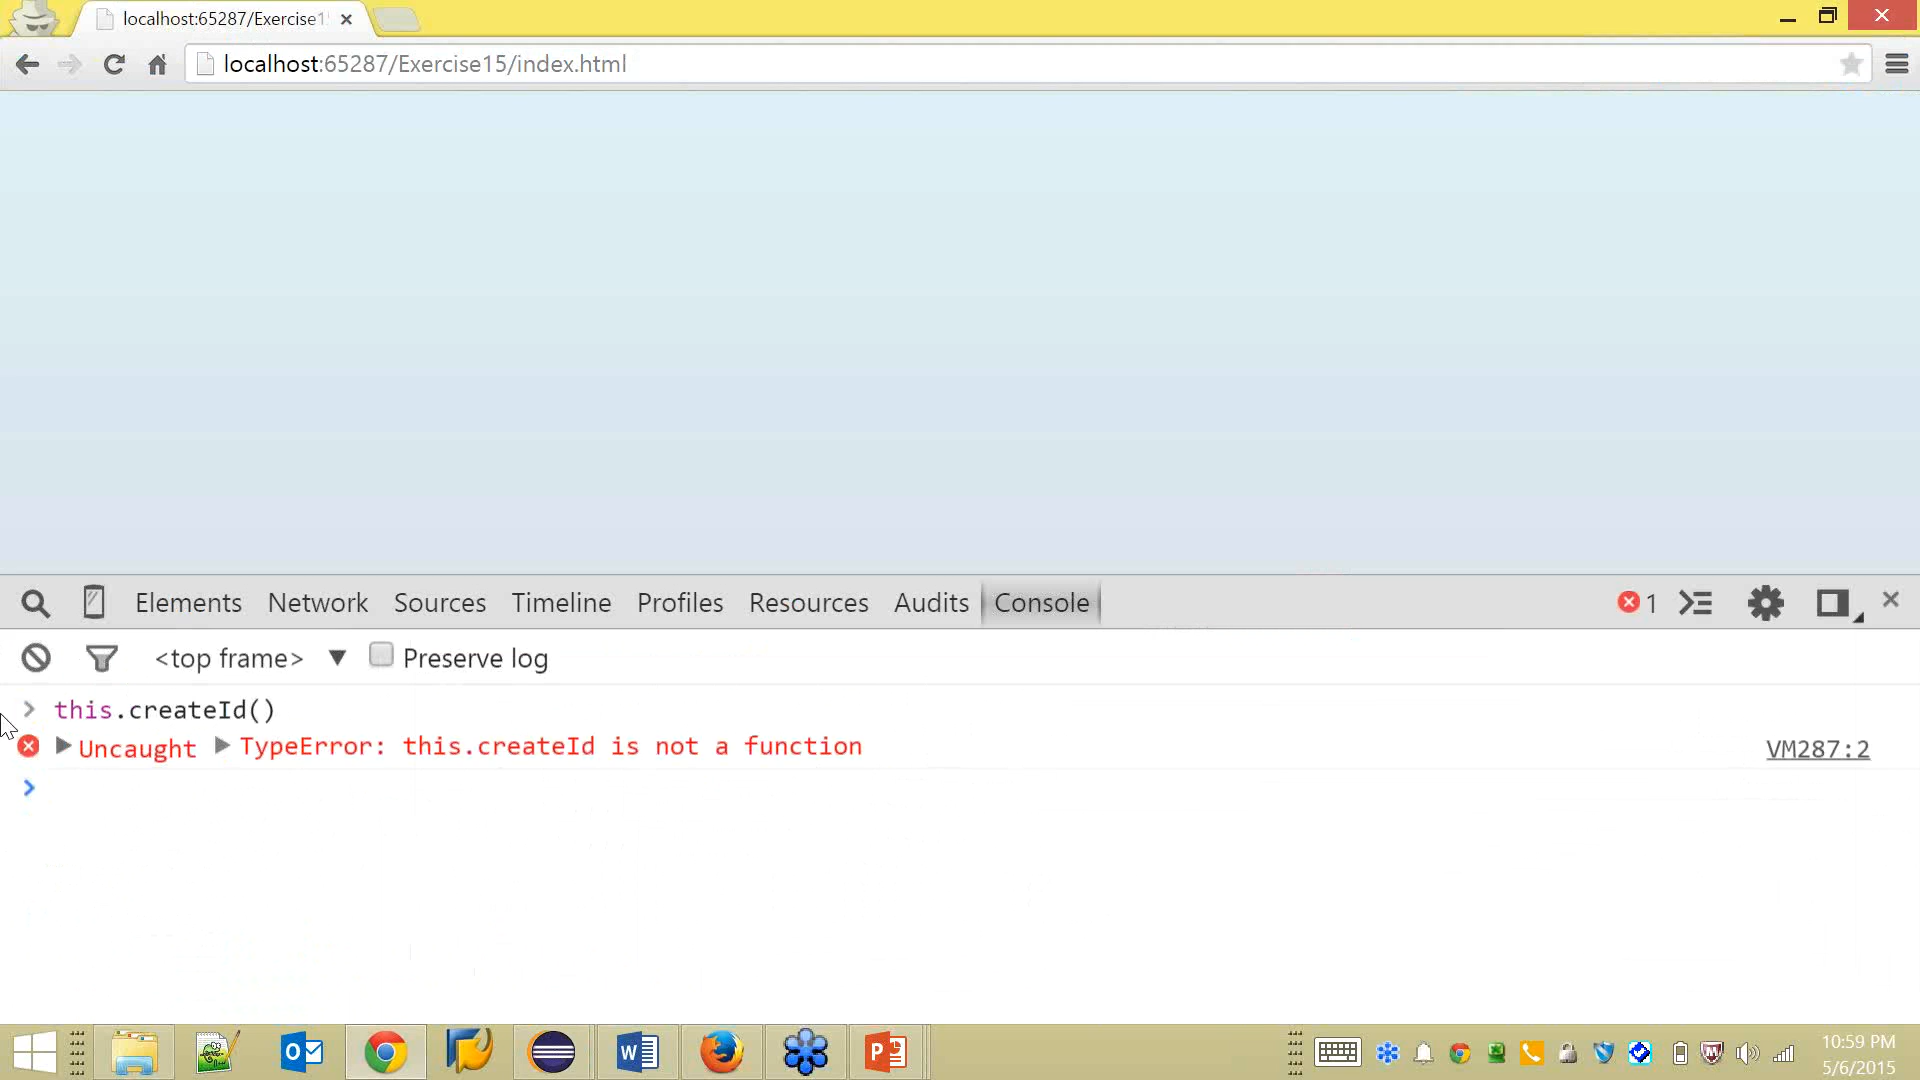 localhost:65287/Exercise1
localhost:65287/Exercise15/index.html
Elements Network Sources Timeline Profiles Resources Audits Console 1
<top frame> Preserve log
this.createId()
Uncaught TypeError: this.createId is not a function VM287:2
10:59 PM
5/6/2015